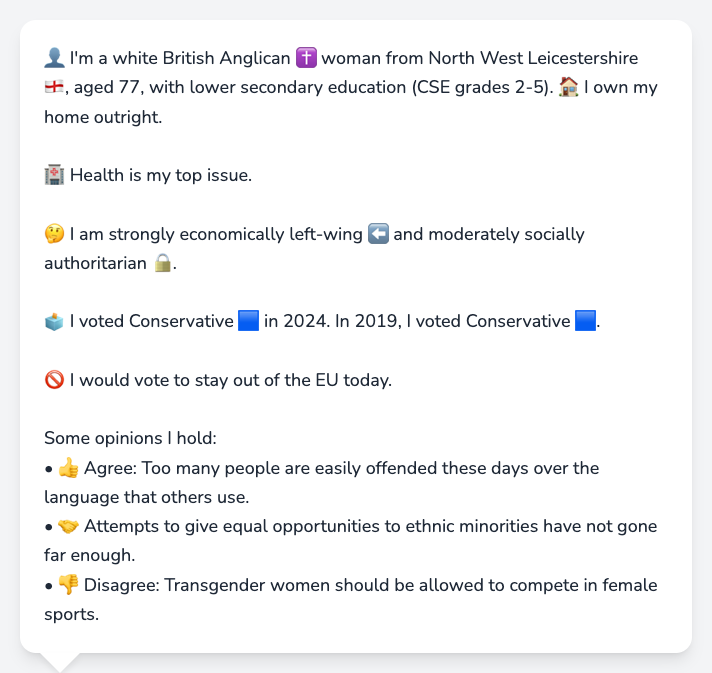 👤 I'm a white British Anglican ✝️ woman from North West Leicestershire
🏴󠁧󠁢󠁥󠁮󠁧󠁿, aged 77, with lower secondary education (CSE grades 2-5). 🏠 I own my
home outright.
🏥 Health is my top issue.
🤔 I am strongly economically left-wing ⬅️ and moderately socially
authoritarian 🔒.
🗳️ I voted Conservative 🟦 in 2024. In 2019, I voted Conservative 🟦.
🚫 I would vote to stay out of the EU today.
Some opinions I hold:
• 👍 Agree: Too many people are easily offended these days over the
language that others use.
• 🤝 Attempts to give equal opportunities to ethnic minorities have not gone
far enough.
• 👎 Disagree: Transgender women should be allowed to compete in female
sports.